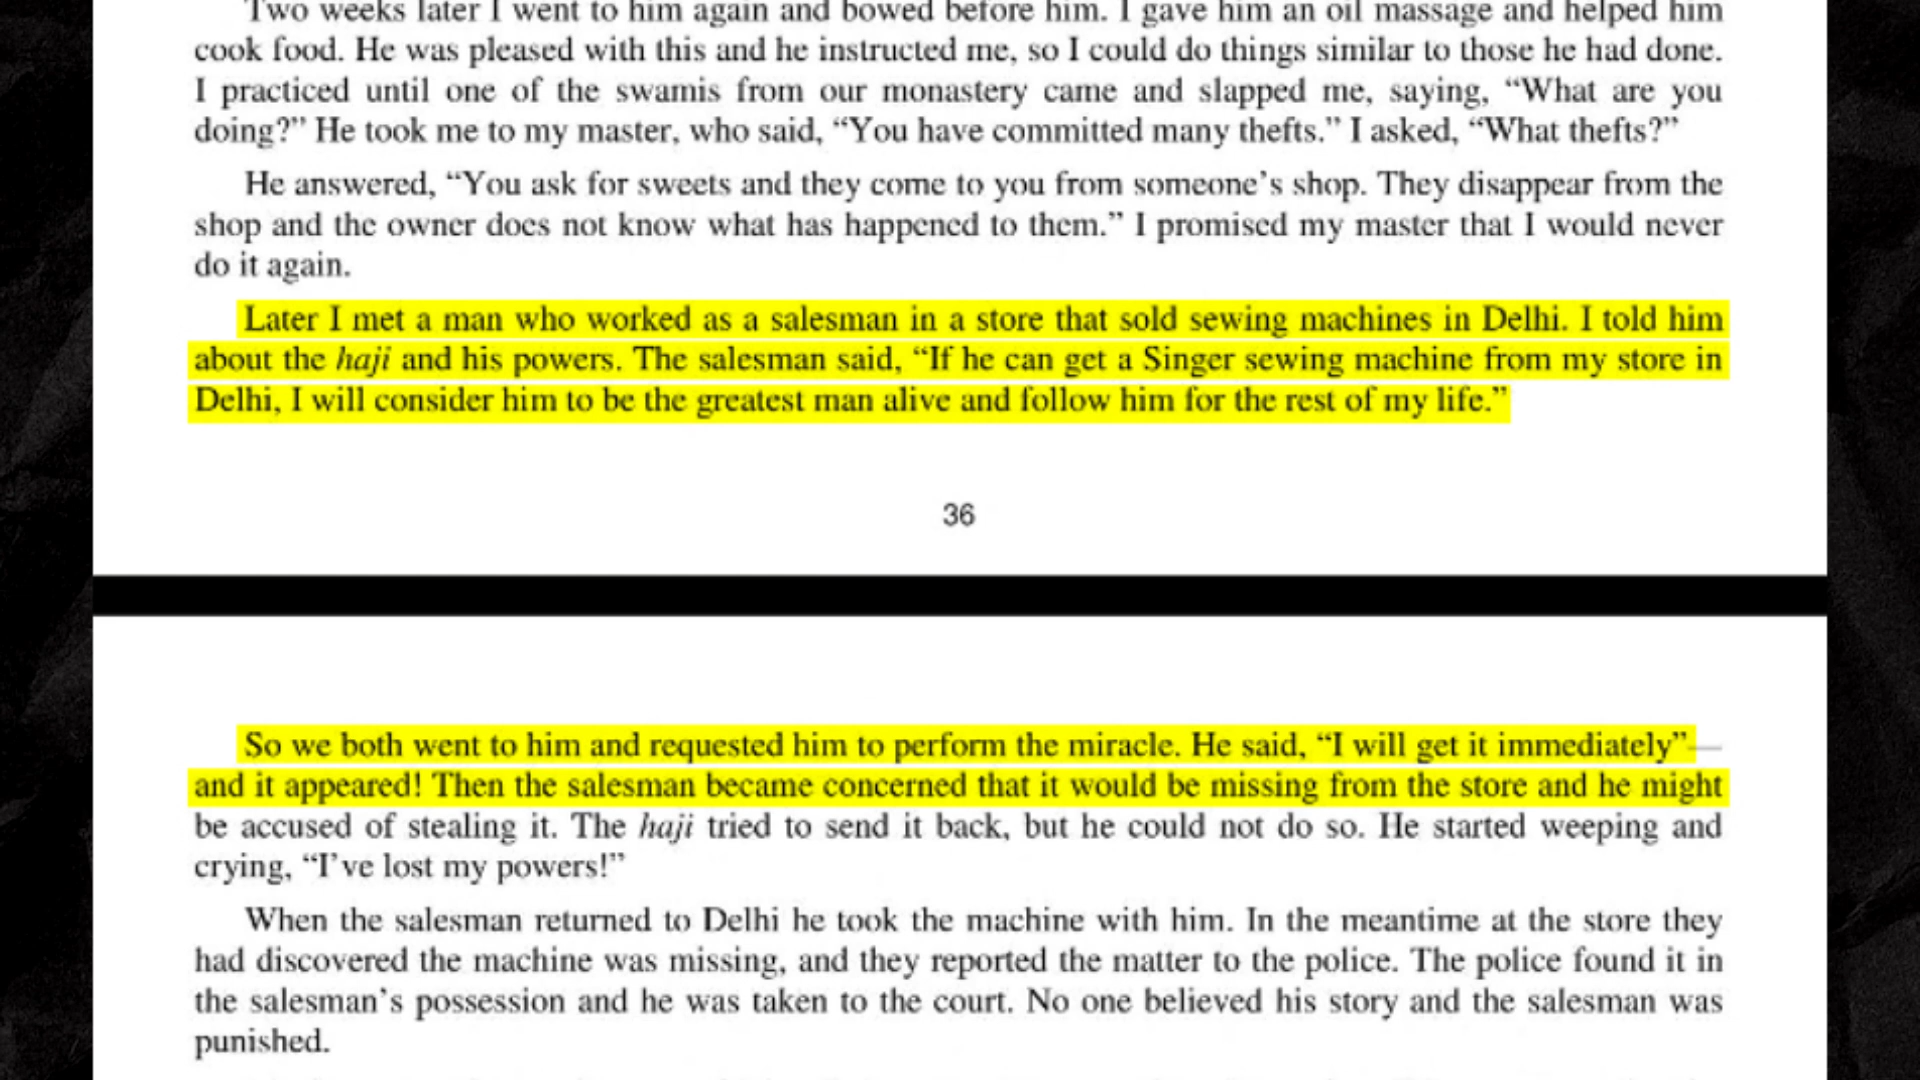 Two weeks later I went to him again and bowed before him. I gave him an oil massage and helped him
cook food. He was pleased with this and he instructed me, so I could do things similar to those he had done.
I practiced until one of the swamis from our monastery came and slapped me, saying, “What are you
doing?” He took me to my master, who said, “You have committed many thefts.” I asked, “What thefts?”
He answered, “You ask for sweets and they come to you from someone’s shop. They disappear from the
shop and the owner does not know what has happened to them.” I promised my master that I would never
do it again.
Later I met a man who worked as a salesman in a store that sold sewing machines in Delhi. I told him
about the haji and his powers. The salesman said, “If he can get a Singer sewing machine from my store in
Delhi, I will consider him to be the greatest man alive and follow him for the rest of my life.”
36
So we both went to him and requested him to perform the miracle. He said, “I will get it immediately”—
and it appeared! Then the salesman became concerned that it would be missing from the store and he might
be accused of stealing it. The haji tried to send it back, but he could not do so. He started weeping and
crying, “I’ve lost my powers!”
When the salesman returned to Delhi he took the machine with him. In the meantime at the store they
had discovered the machine was missing, and they reported the matter to the police. The police found it in
the salesman’s possession and he was taken to the court. No one believed his story and the salesman was
punished.